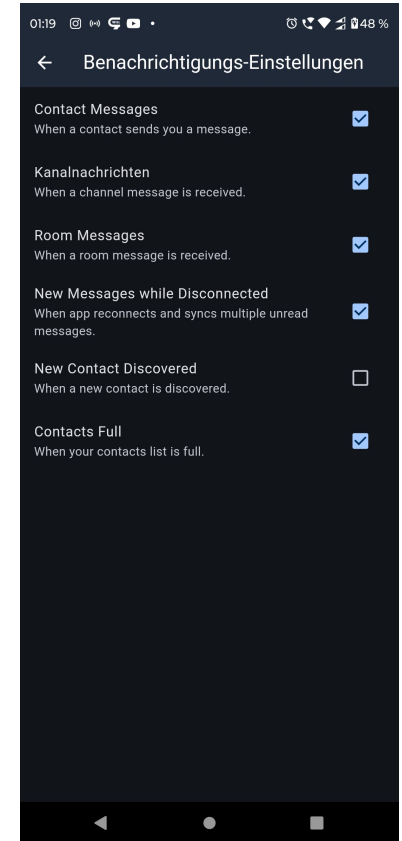 01:19 48 %
Benachrichtigungs-Einstellungen
Contact Messages
When a contact sends you a message.
Kanalnachrichten
When a channel message is received.
Room Messages
When a room message is received.
New Messages while Disconnected
When app reconnects and syncs multiple unread
messages.
New Contact Discovered
When a new contact is discovered.
Contacts Full
When your contacts list is full.